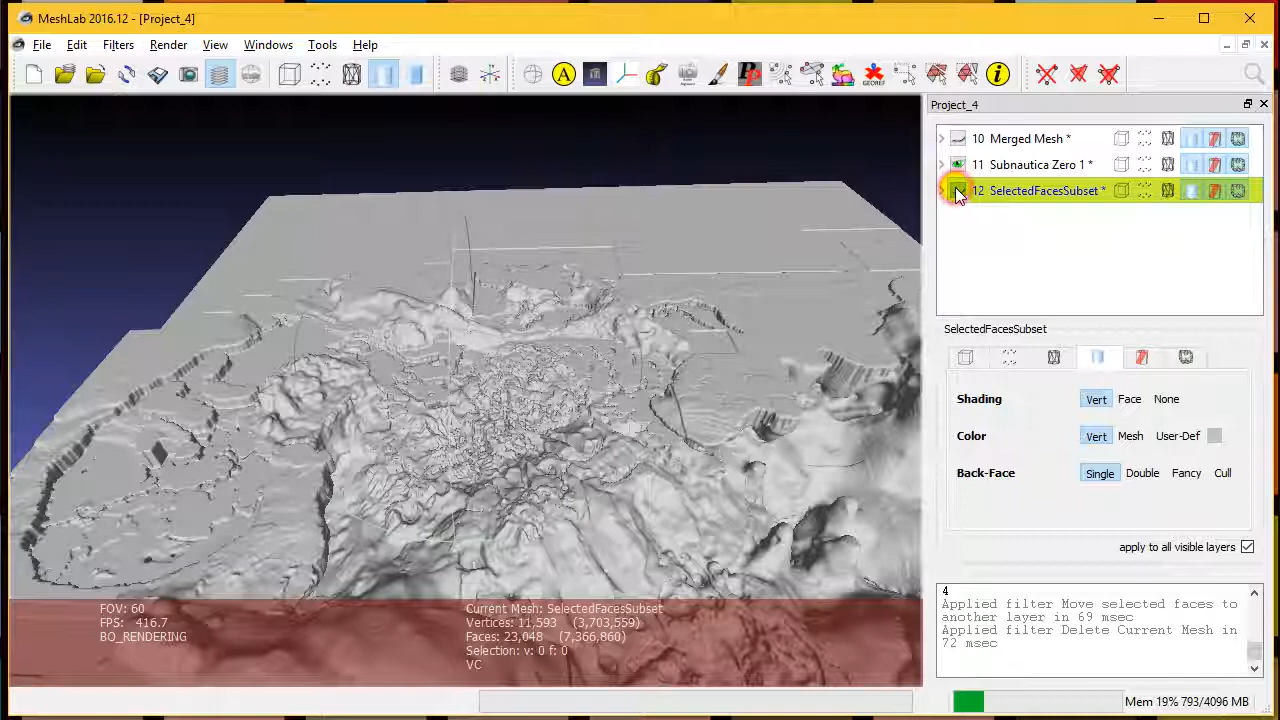 MeshLab 2016.12 - [Project_4]
File Edit Filters Render View Windows Tools Help
A
GEOREF
i
Project_4
10 Merged Mesh *
11 Subnautica Zero 1 *
12 SelectedFacesSubset *
SelectedFacesSubset
Shading Vert Face None
Color Vert Mesh User-Def
Back-Face Single Double Fancy Cull
apply to all visible layers
4
Applied filter Move selected faces in
another layer in 69 msec
Applied filter Delete Current Mesh in
72 msec
FOV: 60
FPS: 416.7
BO_RENDERING
Current Mesh: SelectedFacesSubset
Vertices: 11,593 (3,703,559)
Faces: 23,048 (7,366,860)
Selection: v: 0 f: 0
VC
Mem 19% 793/4096 MB